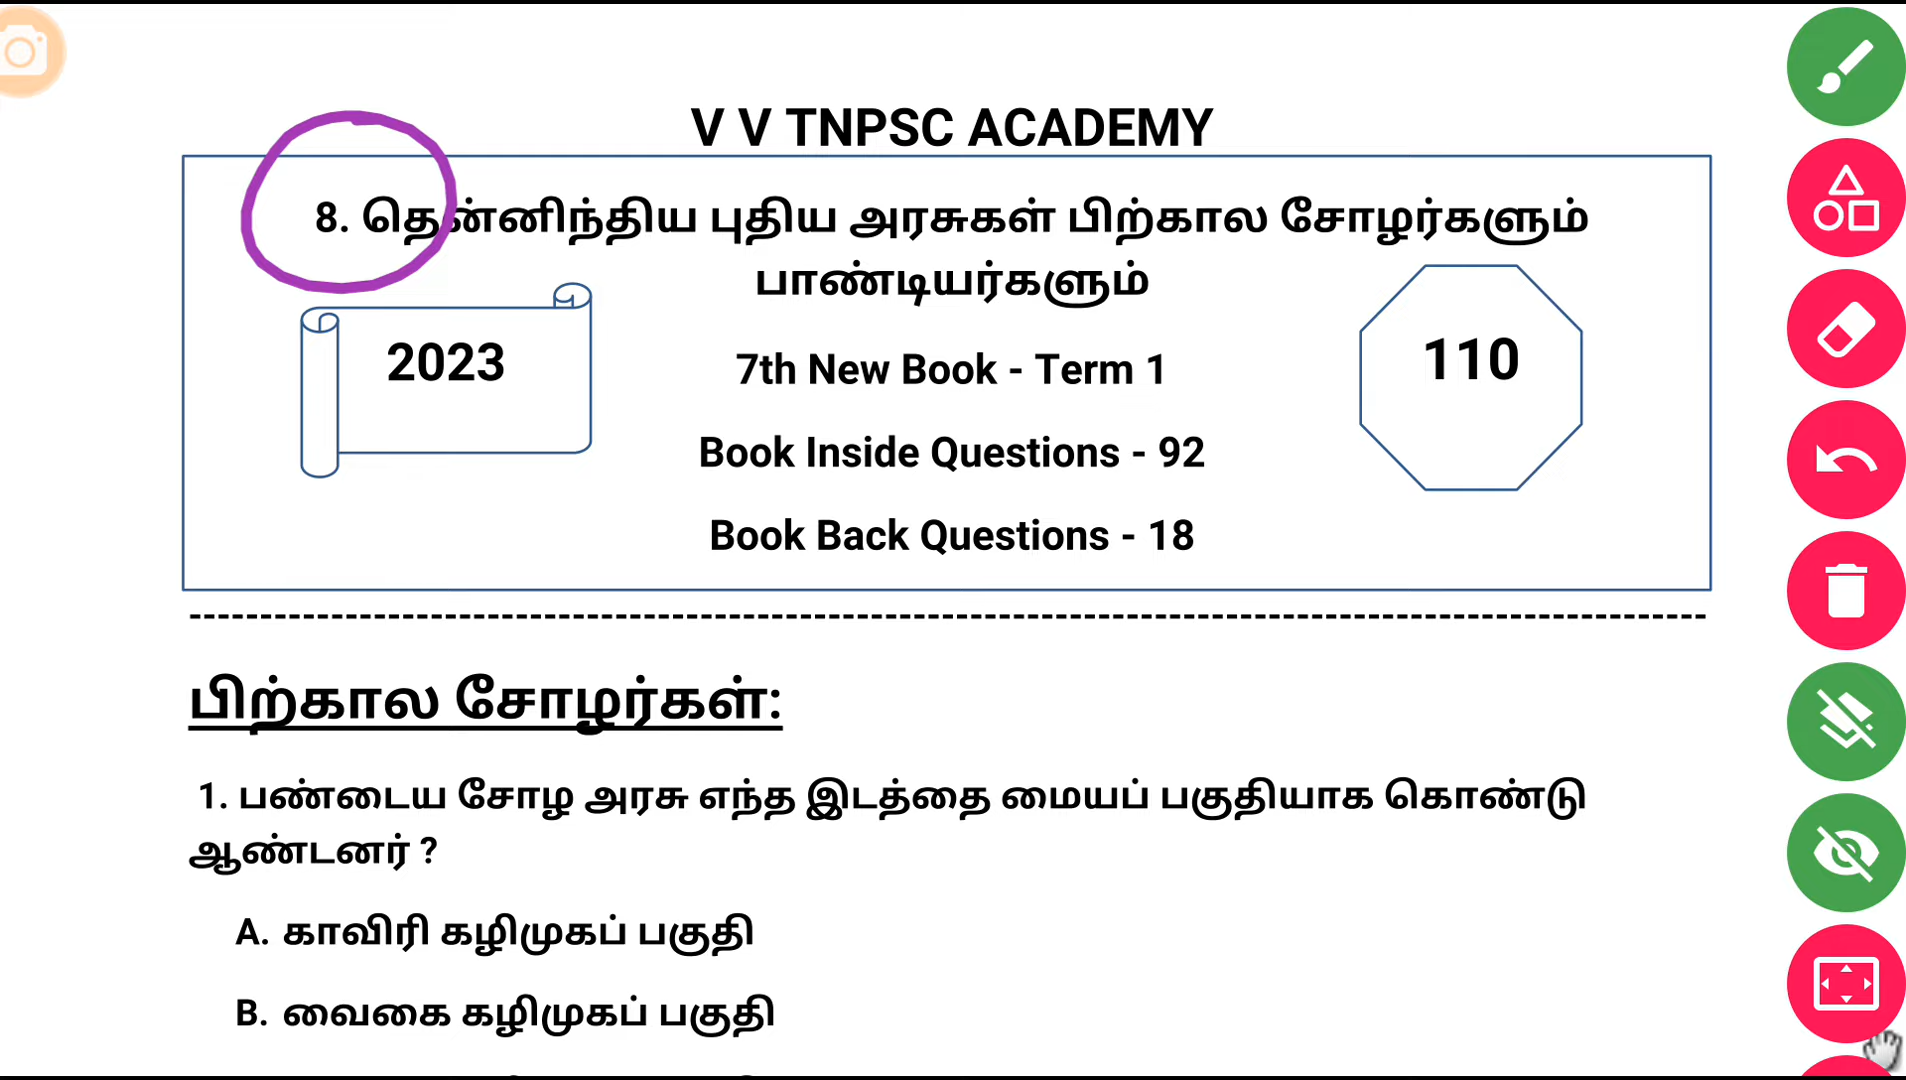 V V TNPSC ACADEMY
8. தென்னிந்திய புதிய அரசுகள் பிற்கால சோழர்களும்
பாண்டியர்களும்
2023
110
7th New Book - Term 1
Book Inside Questions - 92
Book Back Questions - 18
பிற்கால சோழர்கள்:
1. பண்டைய சோழ அரசு எந்த இடத்தை மையப் பகுதியாக கொண்டு
ஆண்டனர் ?
A. காவிரி கழிமுகப் பகுதி
B. வைகை கழிமுகப் பகுதி